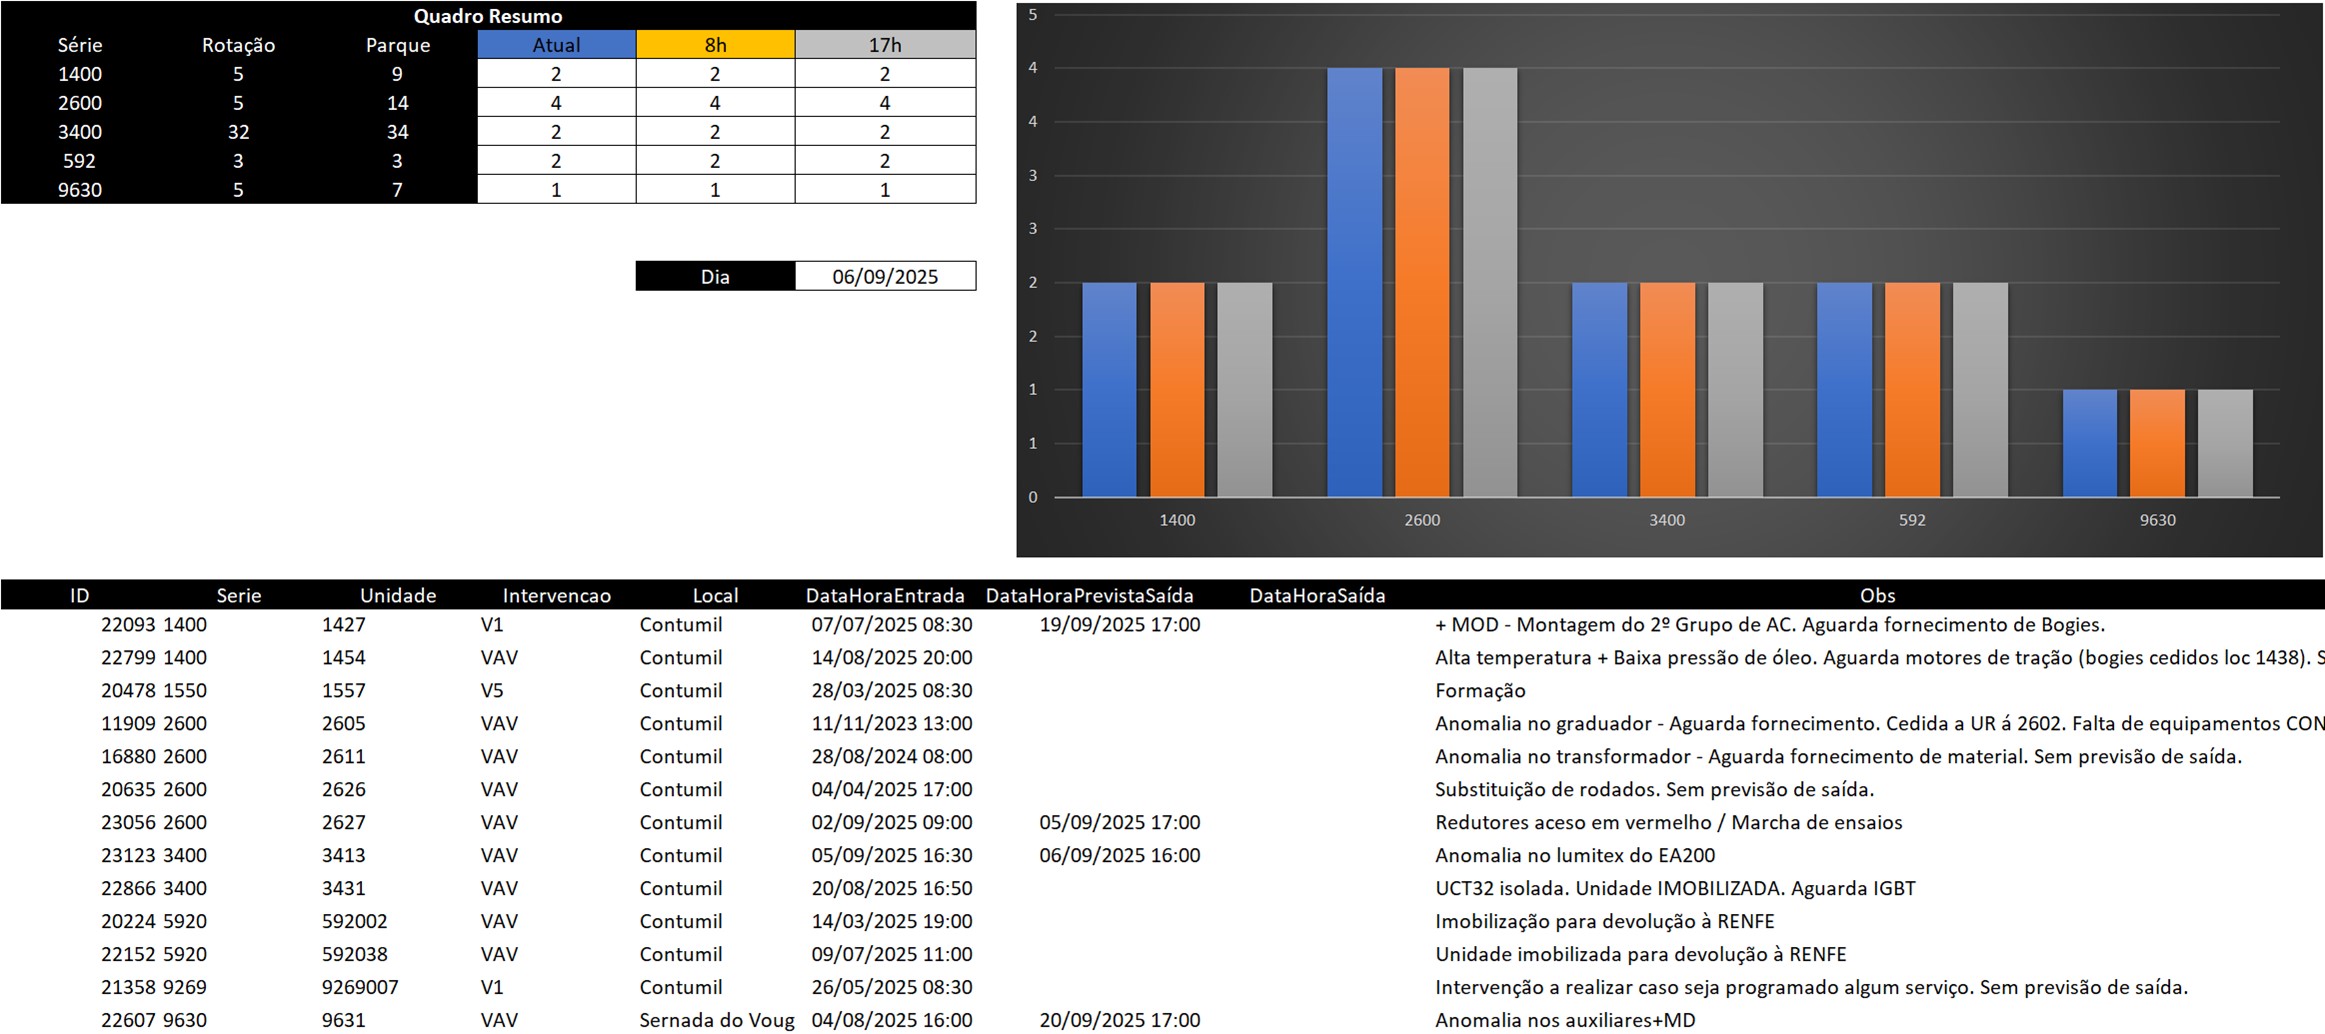 Quadro Resumo
Série Rotação Parque Atual 8h 17h
1400 5 9 2 2 2
2600 5 14 4 4 4
3400 32 34 2 2 2
592 3 3 2 2 2
9630 5 7 1 1 1
Dia 06/09/2025
5
4
4
3
3
2
2
1
1
0
1400 2600 3400 592 9630
ID Serie Unidade Intervencao Local DataHoraEntrada DataHoraPrevistaSaída DataHoraSaída Obs
22093 1400 1427 V1 Contumil 07/07/2025 08:30 19/09/2025 17:00 + MOD - Montagem do 2º Grupo de AC. Aguarda fornecimento de Bogies.
22799 1400 1454 VAV Contumil 14/08/2025 20:00 Alta temperatura + Baixa pressão de óleo. Aguarda motores de tração (bogies cedidos loc 1438). S
20478 1550 1557 V5 Contumil 28/03/2025 08:30 Formação
11909 2600 2605 VAV Contumil 11/11/2023 13:00 Anomalia no graduador - Aguarda fornecimento. Cedida a UR á 2602. Falta de equipamentos CON
16880 2600 2611 VAV Contumil 28/08/2024 08:00 Anomalia no transformador - Aguarda fornecimento de material. Sem previsão de saída.
20635 2600 2626 VAV Contumil 04/04/2025 17:00 Substituição de rodados. Sem previsão de saída.
23056 2600 2627 VAV Contumil 02/09/2025 09:00 05/09/2025 17:00 Redutores aceso em vermelho / Marcha de ensaios
23123 3400 3413 VAV Contumil 05/09/2025 16:30 06/09/2025 16:00 Anomalia no lumitex do EA200
22866 3400 3431 VAV Contumil 20/08/2025 16:50 UCT32 isolada. Unidade IMOBILIZADA. Aguarda IGBT
20224 5920 592002 VAV Contumil 14/03/2025 19:00 Imobilização para devolução à RENFE
22152 5920 592038 VAV Contumil 09/07/2025 11:00 Unidade imobilizada para devolução à RENFE
21358 9269 9269007 V1 Contumil 26/05/2025 08:30 Intervenção a realizar caso seja programado algum serviço. Sem previsão de saída.
22607 9630 9631 VAV Sernada do Voug 04/08/2025 16:00 20/09/2025 17:00 Anomalia nos auxiliares+MD